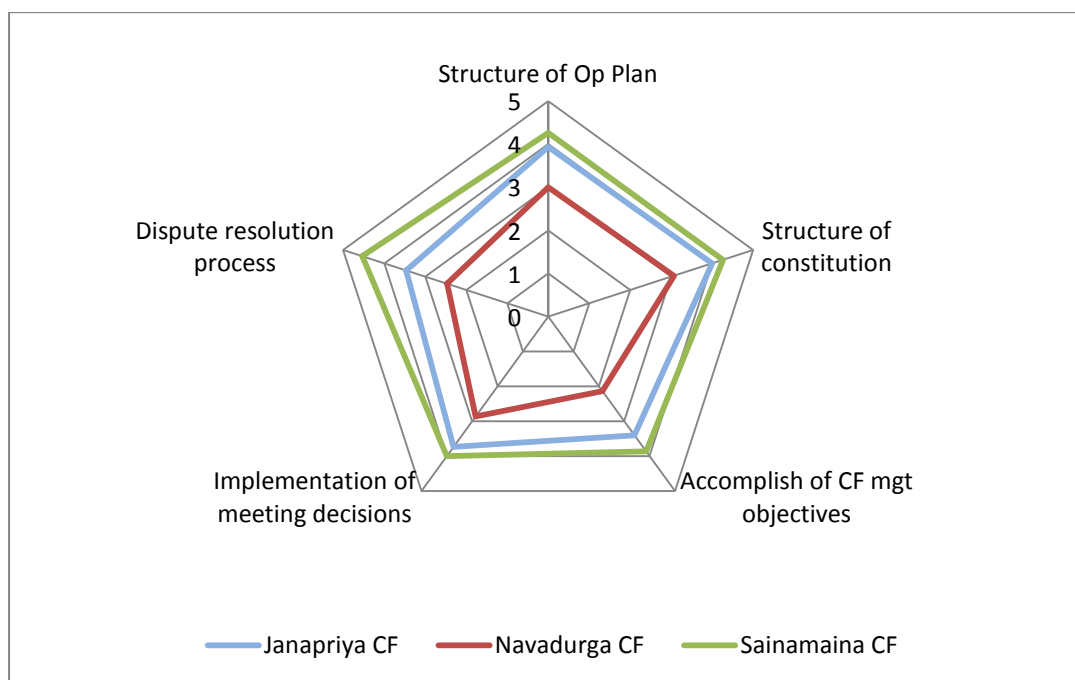 Structure of Op Plan
5
4
3
2
1
0
Structure of
constitution
Accomplish of CF mgt
objectives
Implementation of
meeting decisions
Dispute resolution
process
Janapriya CF
Navadurga CF
Sainamaina CF